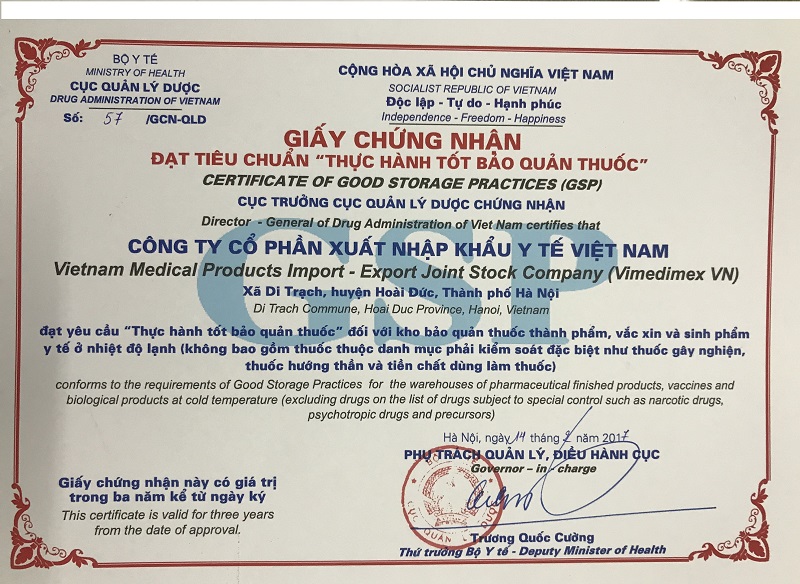 BỘ Y TẾ
MINISTRY OF HEALTH
CỤC QUẢN LÝ DƯỢC
DRUG ADMINISTRATION OF VIETNAM
Số: 57 /GCN-QLD
CỘNG HÒA XÃ HỘI CHỦ NGHĨA VIỆT NAM
SOCIALIST REPUBLIC OF VIETNAM
Độc lập - Tự do - Hạnh phúc
Independence - Freedom - Happiness
GIẤY CHỨNG NHẬN
ĐẠT TIÊU CHUẨN “THỰC HÀNH TỐT BẢO QUẢN THUỐC”
CERTIFICATE OF GOOD STORAGE PRACTICES (GSP)
CỤC TRƯỞNG CỤC QUẢN LÝ DƯỢC CHỨNG NHẬN
Director - General of Drug Administration of Viet Nam certifies that
GSP
CÔNG TY CỔ PHẦN XUẤT NHẬP KHẨU Y TẾ VIỆT NAM
Vietnam Medical Products Import - Export Joint Stock Company (Vimedimex VN)
Xã Di Trạch, huyện Hoài Đức, Thành phố Hà Nội
Di Trach Commune, Hoai Duc Province, Hanoi, Vietnam
đạt yêu cầu “Thực hành tốt bảo quản thuốc” đối với kho bảo quản thuốc thành phẩm, vắc xin và sinh phẩm
y tế ở nhiệt độ lạnh (không bao gồm thuốc thuộc danh mục phải kiểm soát đặc biệt như thuốc gây nghiện,
thuốc hướng thần và tiền chất dùng làm thuốc)
conforms to the requirements of Good Storage Practices for the warehouses of pharmaceutical finished products, vaccines and
biological products at cold temperature (excluding drugs on the list of drugs subject to special control such as narcotic drugs,
psychotropic drugs and precursors)
Hà Nội, ngày 14 tháng 2 năm 2017
PHỤ TRÁCH QUẢN LÝ, ĐIỀU HÀNH CỤC
Governor – in - charge
Giấy chứng nhận này có giá trị
trong ba năm kể từ ngày ký
This certificate is valid for three years
from the date of approval.
CỤC QUẢN LÝ DƯỢC
Trương Quốc Cường
Thứ trưởng Bộ Y tế - Deputy Minister of Health